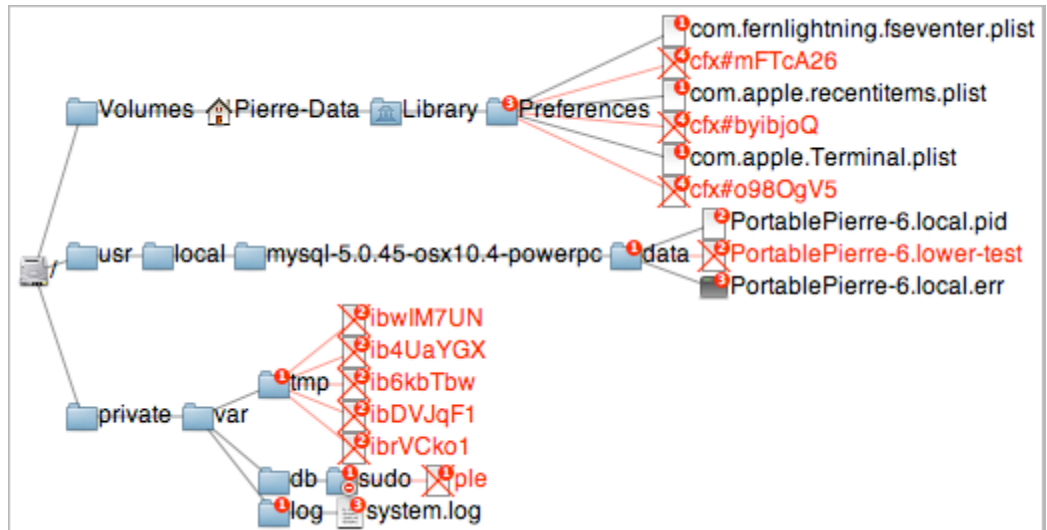 com.fernlightning.fseventer.plist
cfx#mFTcA26
Volumes Pierre-Data Library Preferences
com.apple.recentitems.plist
cfx#byibjoQ
com.apple.Terminal.plist
cfx#o98OgV5
PortablePierre-6.local.pid
usr local mysql-5.0.45-osx10.4-powerpc data PortablePierre-6.lower-test
PortablePierre-6.local.err
ibwIM7UN
ib4UaYGX
tmp ib6kbTbw
private var ibDVJqF1
ibrVCko1
db sudo ple
log system.log